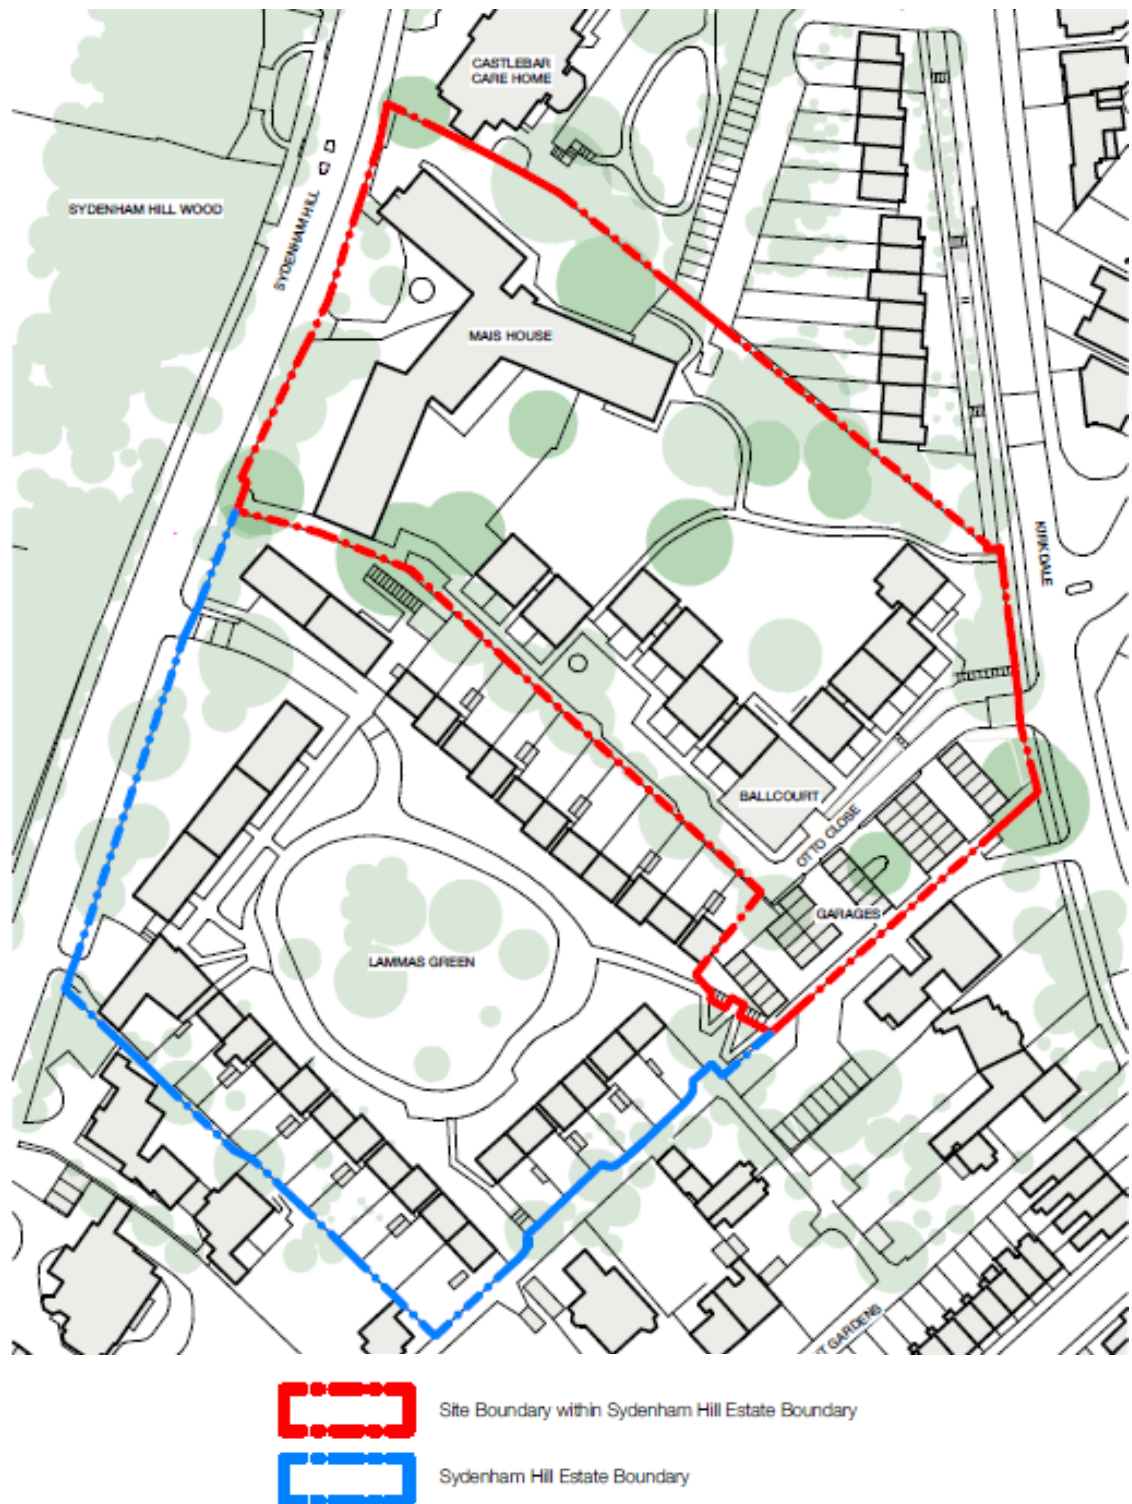 CASTLEBAR
CARE HOME
SYDENHAM HILL WOOD
SYDENHAM HILL
MAIS HOUSE
KIRKDALE
BALLCOURT
OTTO CLOSE
GARAGES
LAMMAS GREEN
T GARDENS
Site Boundary within Sydenham Hill Estate Boundary
Sydenham Hill Estate Boundary